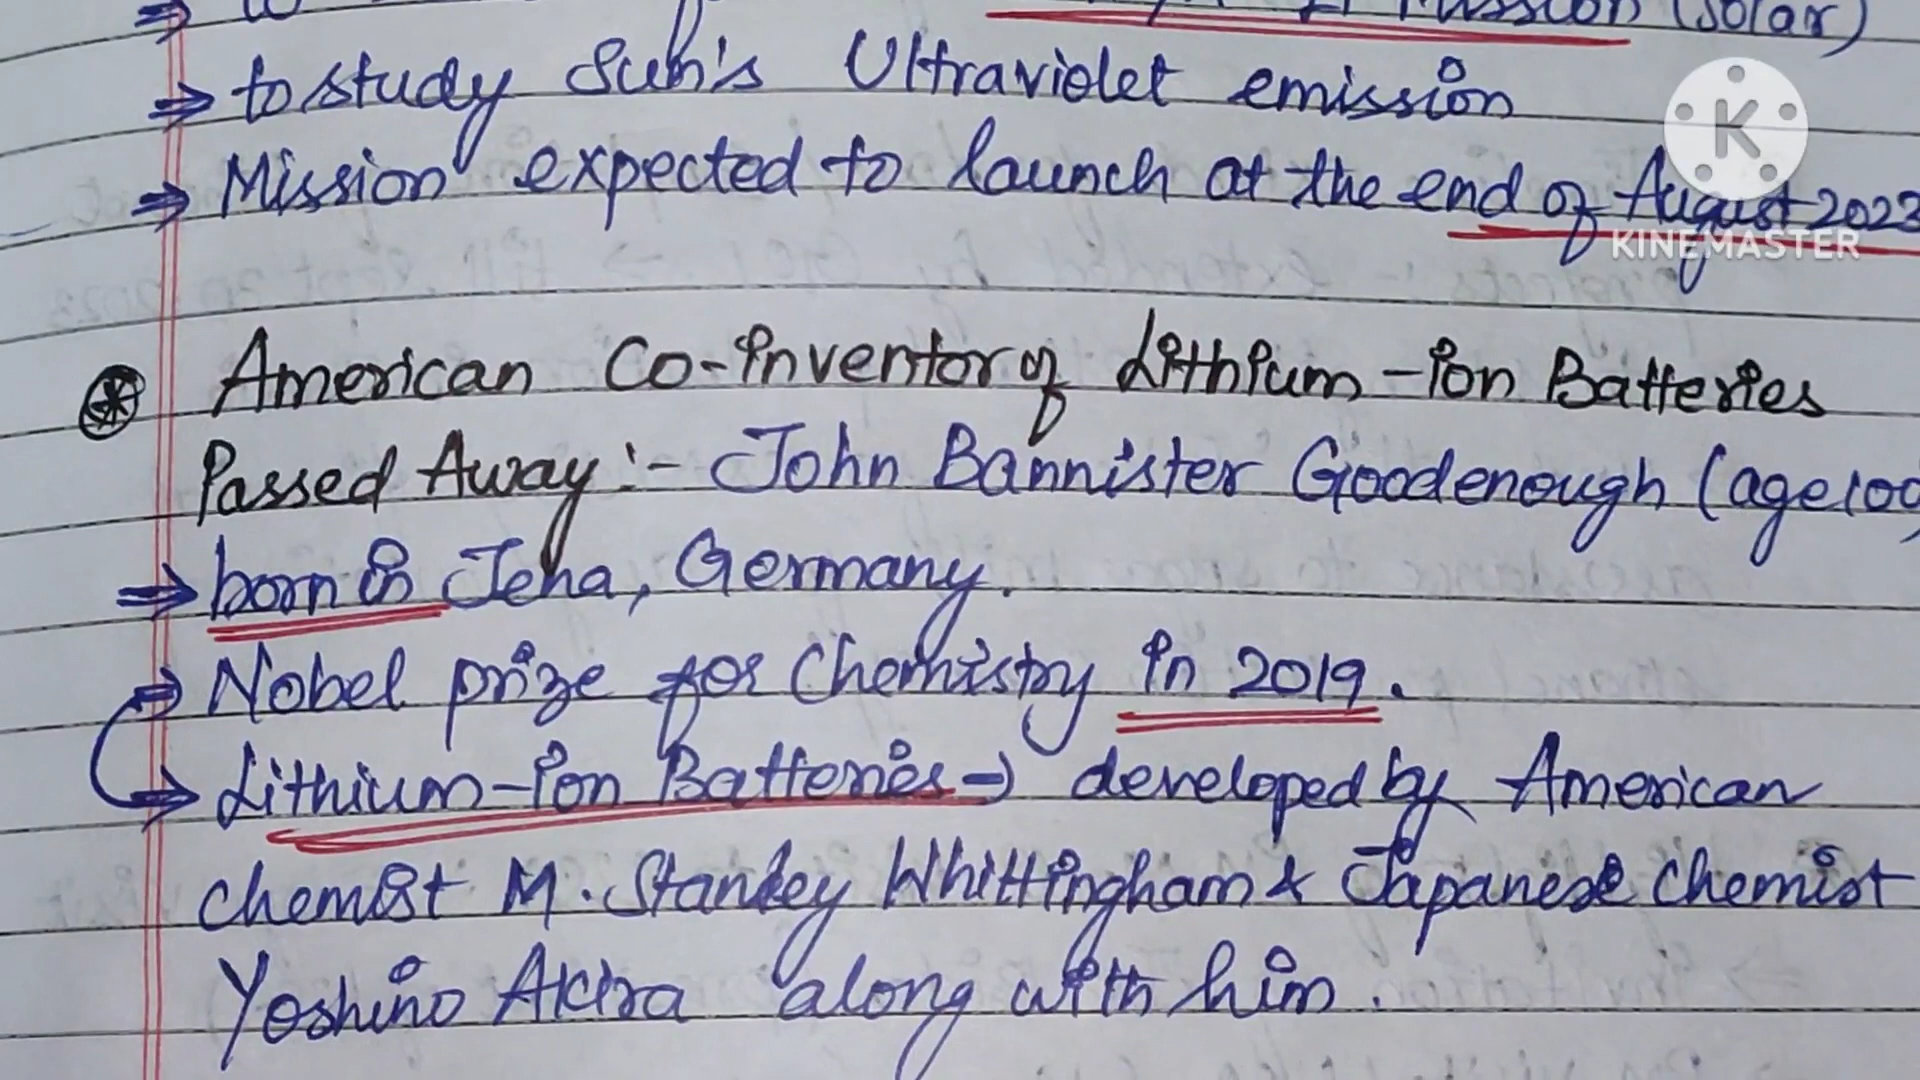 Mission (Solar)
⇒ to study Sun's Ultraviolet emission
⇒ Mission expected to launch at the end of August 2023
KINEMASTER
American Co-inventor of Lithium-ion Batteries
Passed Away :- John Bannister Goodenough (age 100)
⇒ born in Jena, Germany.
⇒ Nobel prize for Chemistry in 2019.
⇒ Lithium-ion Batteries → developed by American
chemist M. Stanley Whittingham & Japanese chemist
Yoshino Akira along with him.